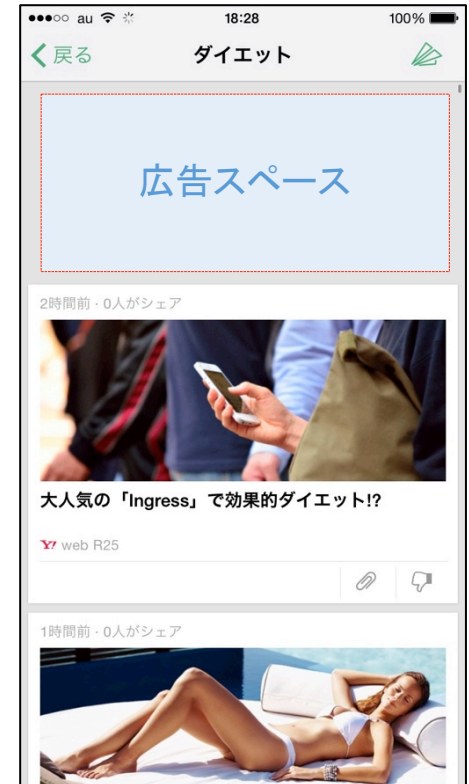 au 18:28 100%
戻る ダイエット
広告スペース
2時間前・0人がシェア
大人気の「Ingress」で効果的ダイエット!?
Y! web R25
1時間前・0人がシェア